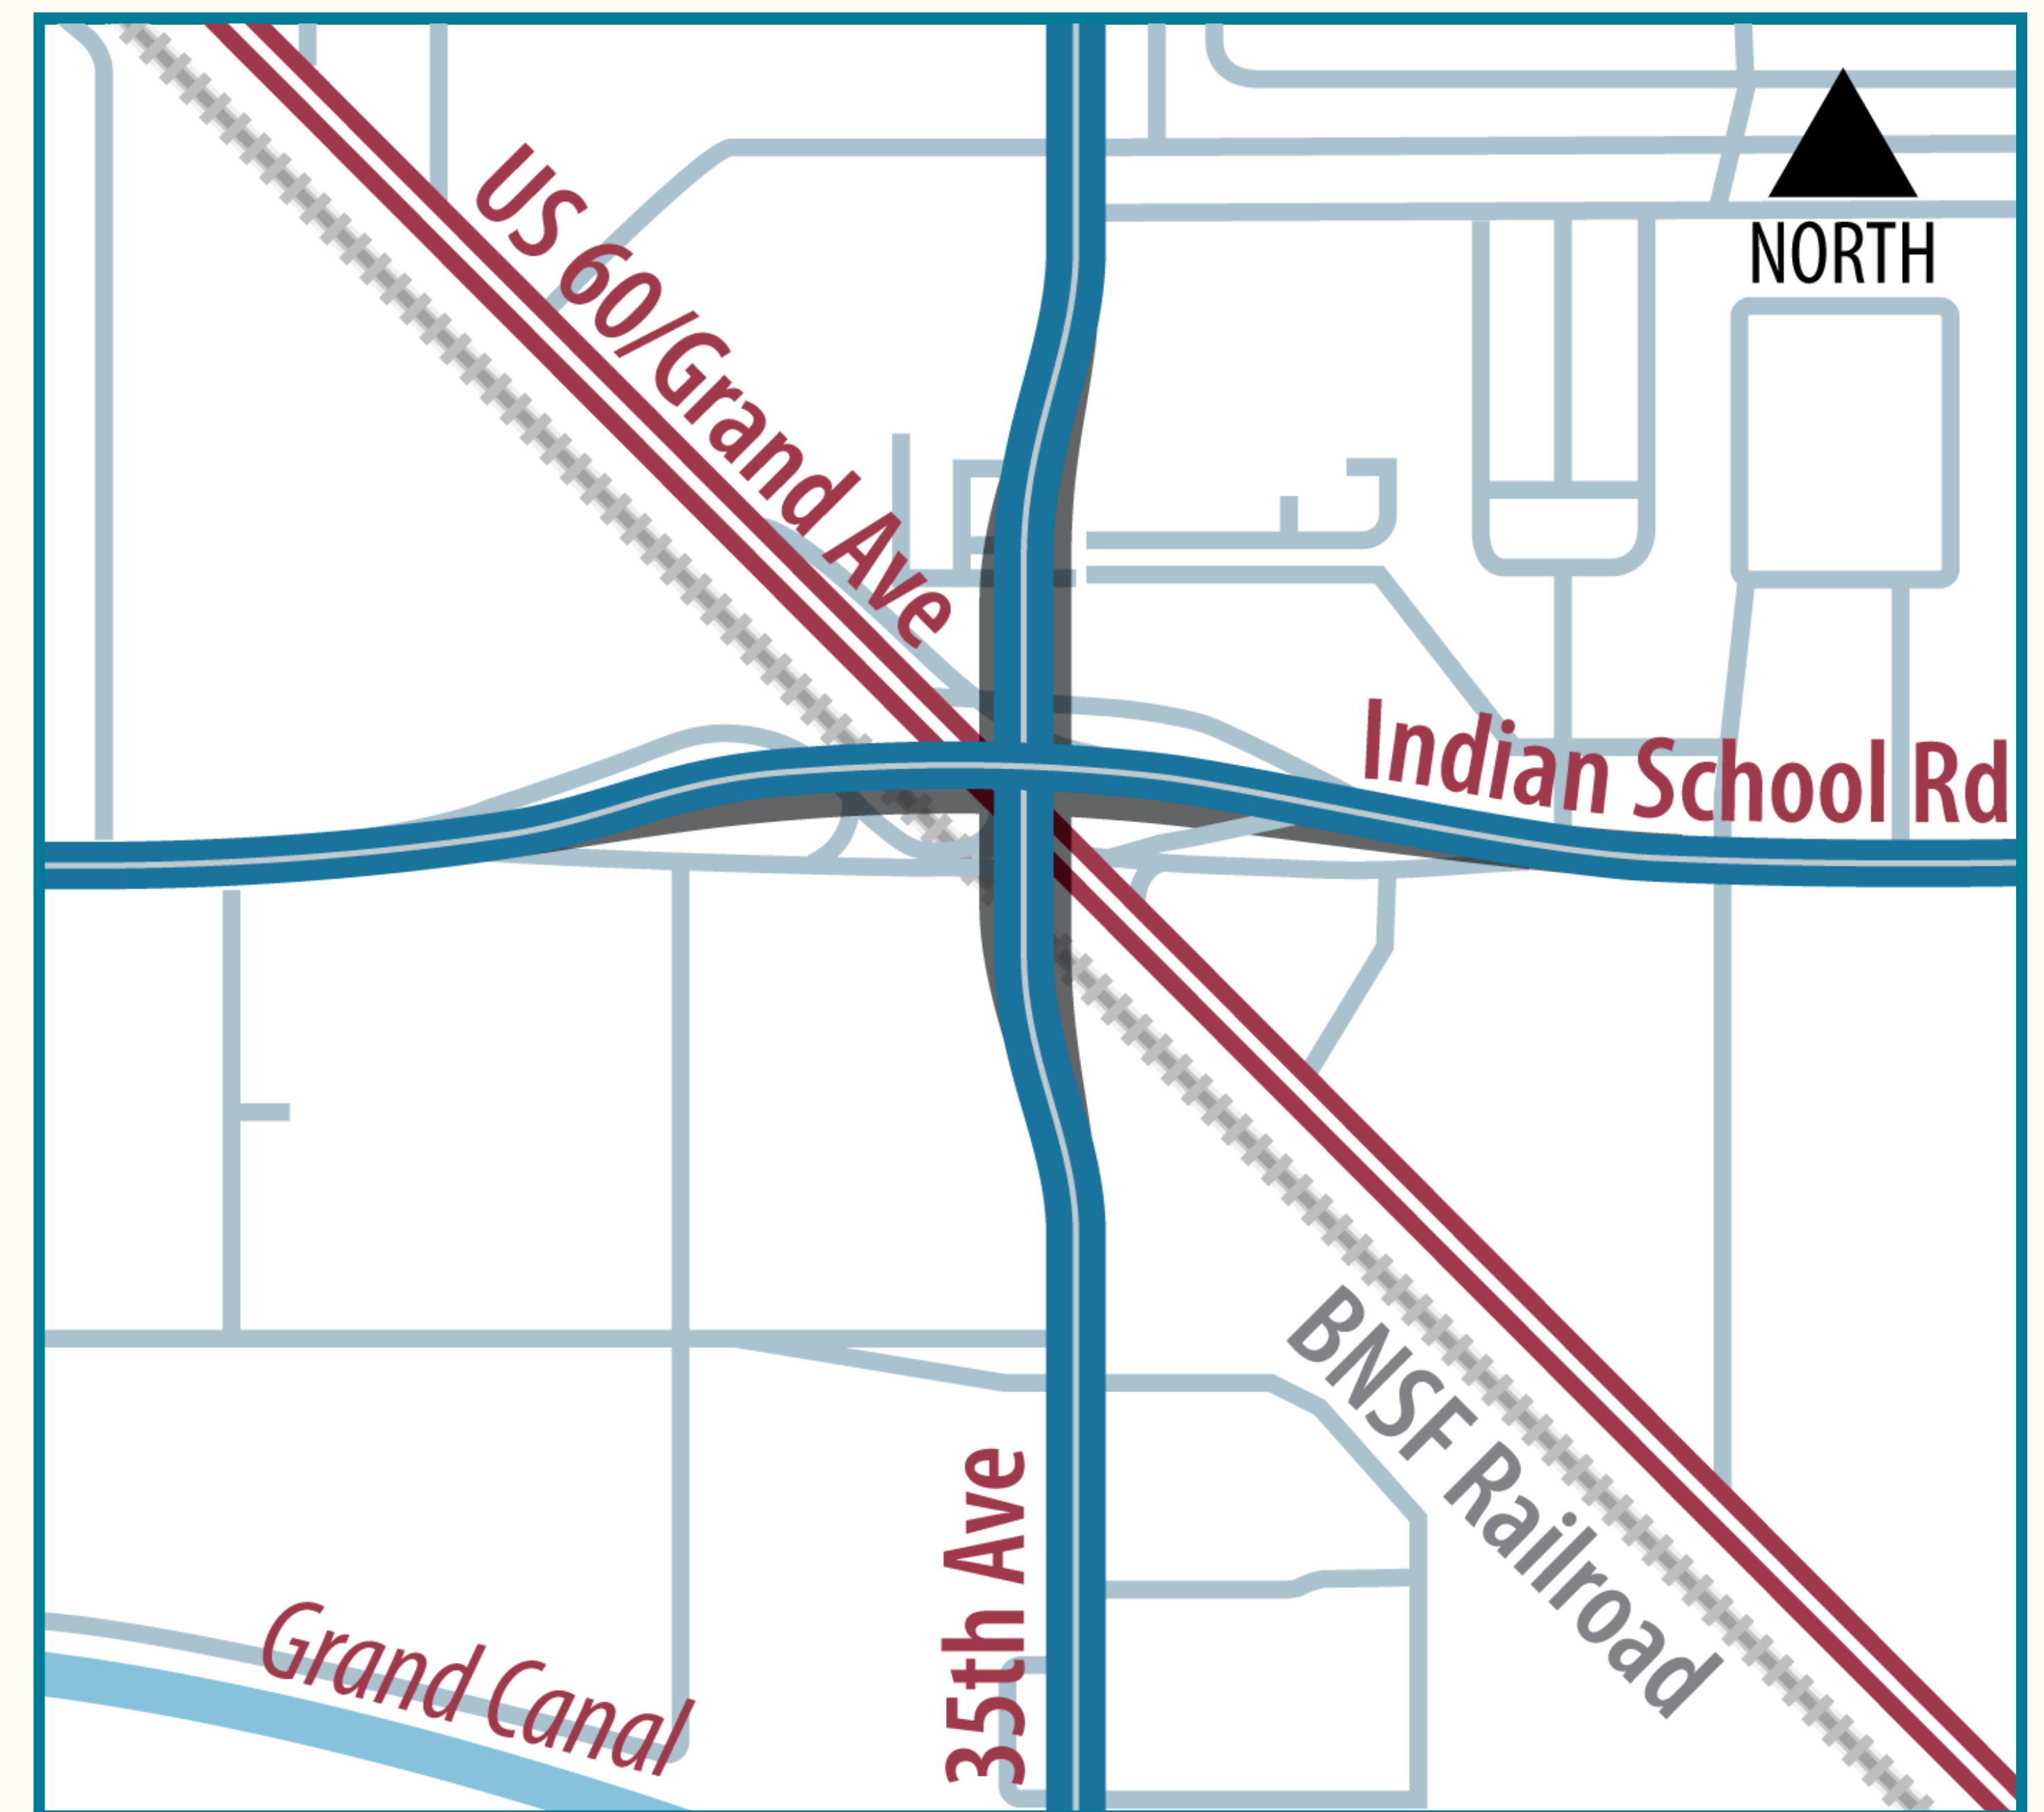 NORTH
US 60/Grand Ave
Indian School Rd
BNSF Railroad
35th Ave
Grand Canal